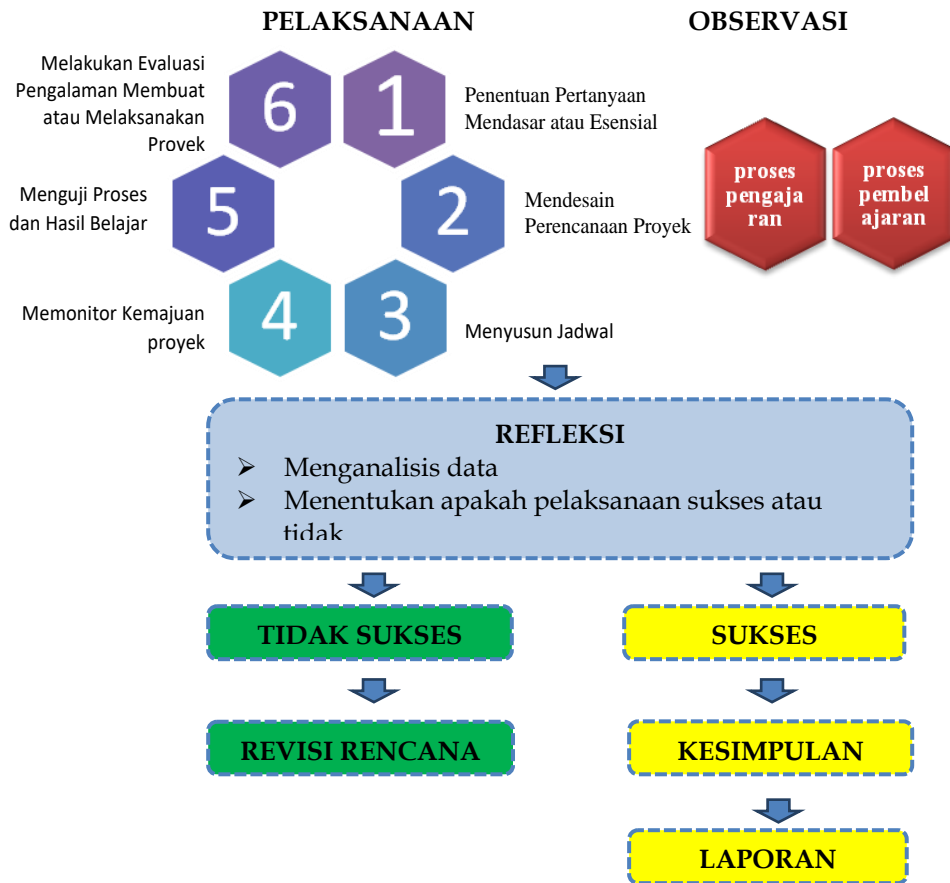 PELAKSANAAN
OBSERVASI
Melakukan Evaluasi
Pengalaman Membuat
atau Melaksanakan
Provek
6
1
Penentuan Pertanyaan
Mendasar atau Esensial
proses
pengaja
ran
proses
pembel
ajaran
Menguji Proses
dan Hasil Belajar
5
2
Mendesain
Perencanaan Proyek
Memonitor Kemajuan
proyek
4
3
Menyusun Jadwal
REFLEKSI
➢ Menganalisis data
➢ Menentukan apakah pelaksanaan sukses atau
tidak
TIDAK SUKSES
SUKSES
REVISI RENCANA
KESIMPULAN
LAPORAN